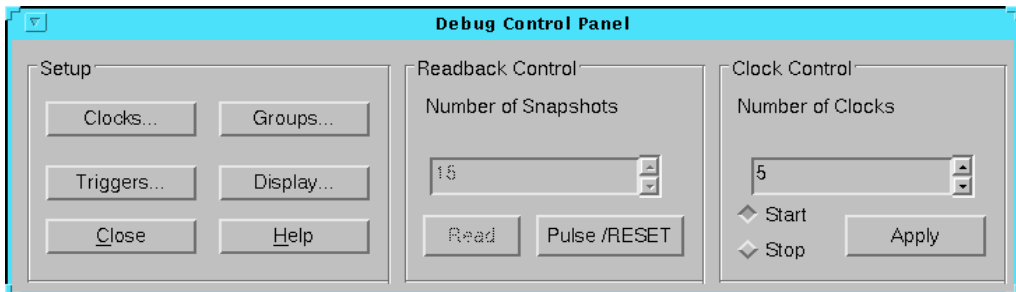 Debug Control Panel
Setup
Clocks...
Groups...
Triggers...
Display...
Close
Help
Readback Control
Number of Snapshots
15
Read
Pulse /RESET
Clock Control
Number of Clocks
5
Start
Stop
Apply